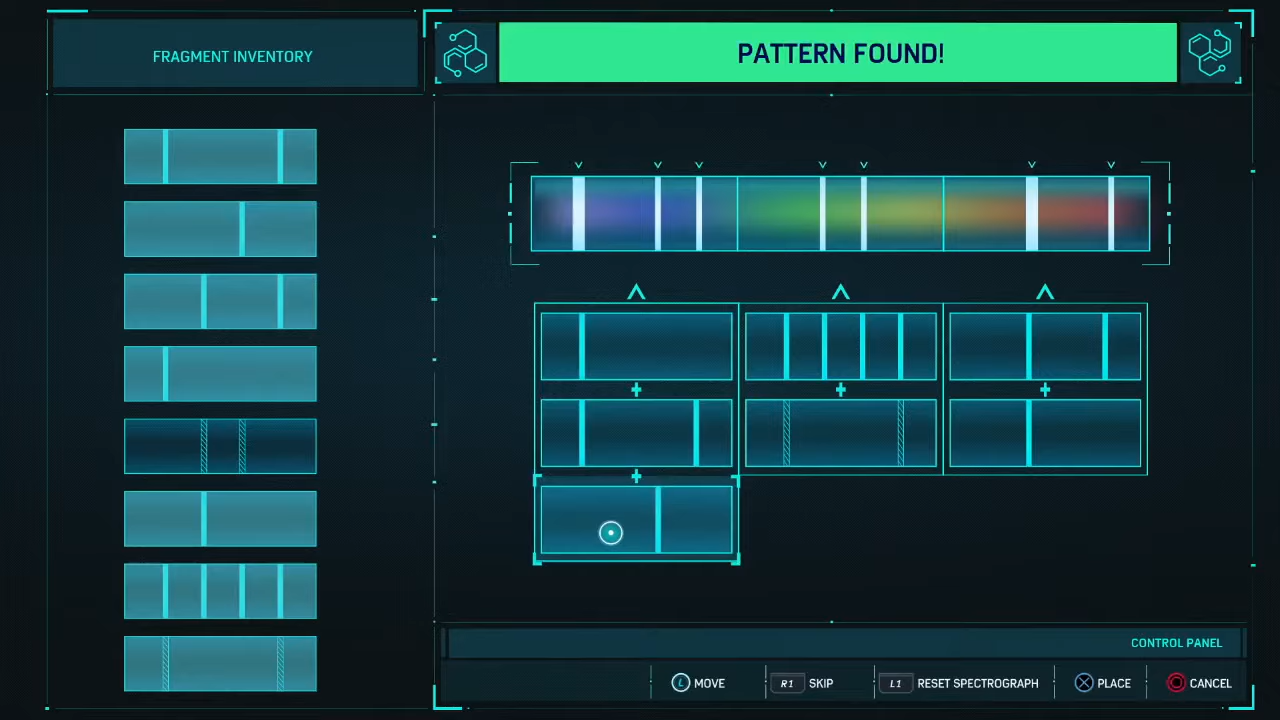 FRAGMENT INVENTORY
PATTERN FOUND!
CONTROL PANEL
L MOVE
R1 SKIP
L1 RESET SPECTROGRAPH
PLACE
CANCEL